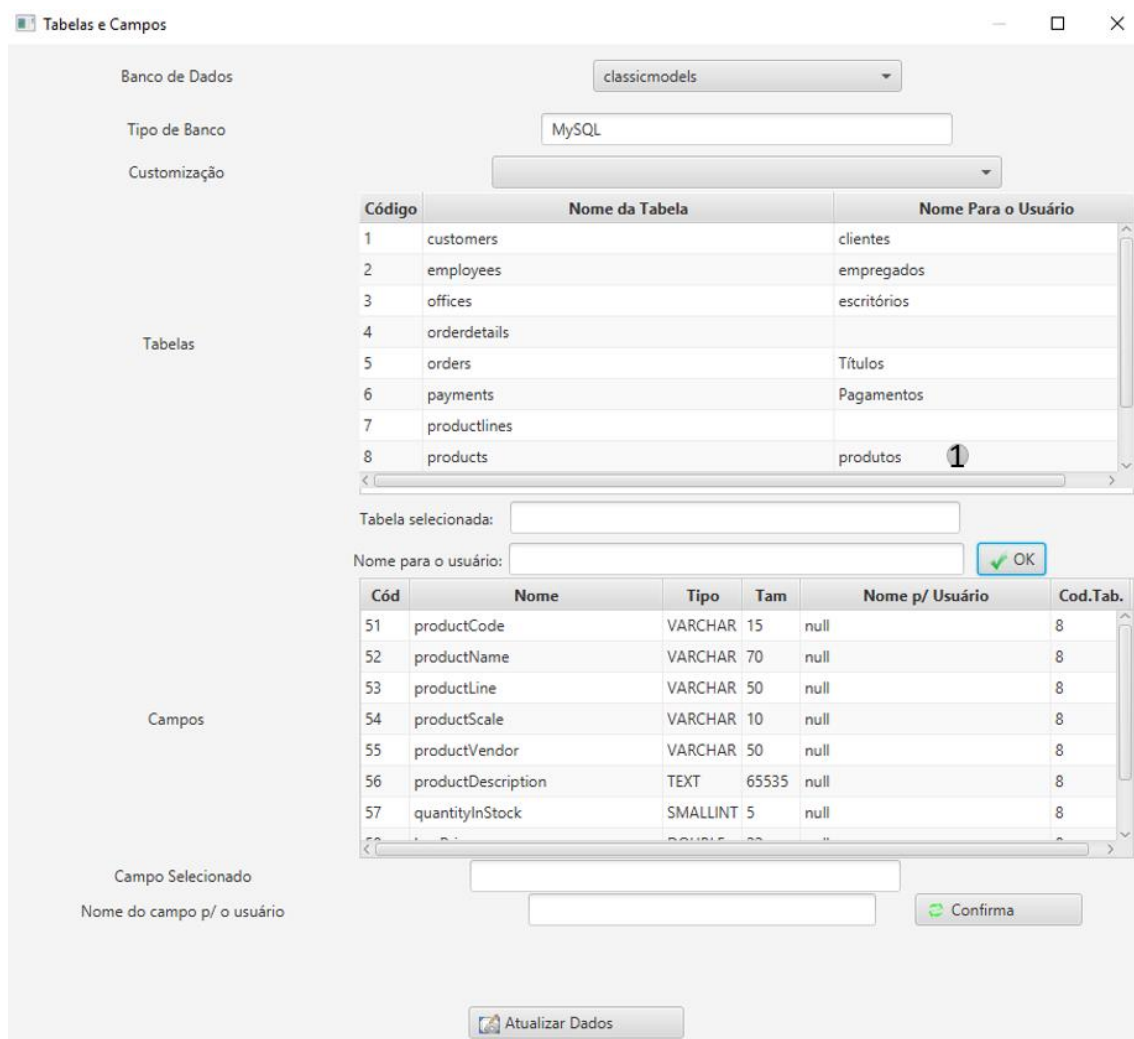 Tabelas e Campos
Banco de Dados classicmodels
Tipo de Banco MySQL
Customização
Código Nome da Tabela Nome Para o Usuário
1 customers clientes
2 employees empregados
3 offices escritórios
4 orderdetails
Tabelas
5 orders Títulos
6 payments Pagamentos
7 productlines
8 products produtos 1
Tabela selecionada:
Nome para o usuário: OK
Cód Nome Tipo Tam Nome p/ Usuário Cod.Tab.
51 productCode VARCHAR 15 null 8
52 productName VARCHAR 70 null 8
53 productLine VARCHAR 50 null 8
Campos 54 productScale VARCHAR 10 null 8
55 productVendor VARCHAR 50 null 8
56 productDescription TEXT 65535 null 8
57 quantityInStock SMALLINT 5 null 8
Campo Selecionado
Nome do campo p/ o usuário Confirma
Atualizar Dados